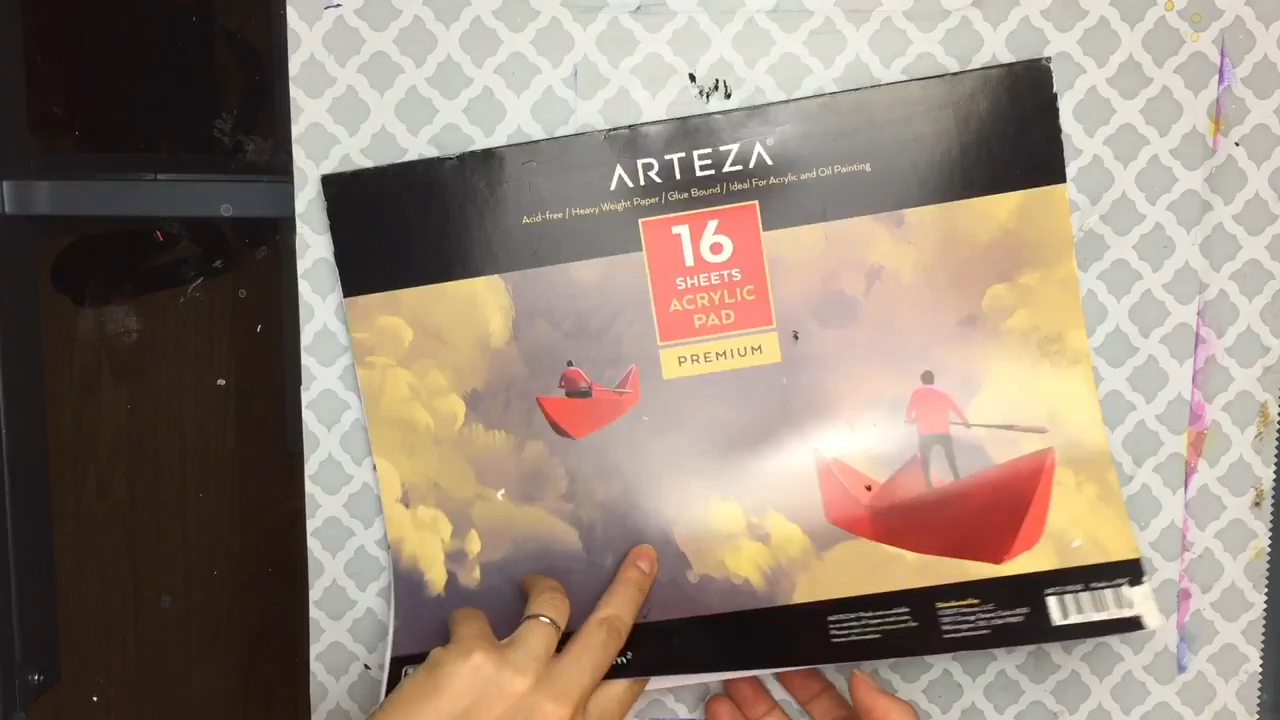 ARTEZA®
Acid-free / Heavy Weight Paper / Glue Bound / Ideal For Acrylic and Oil Painting
16
SHEETS
ACRYLIC
PAD
PREMIUM
m²